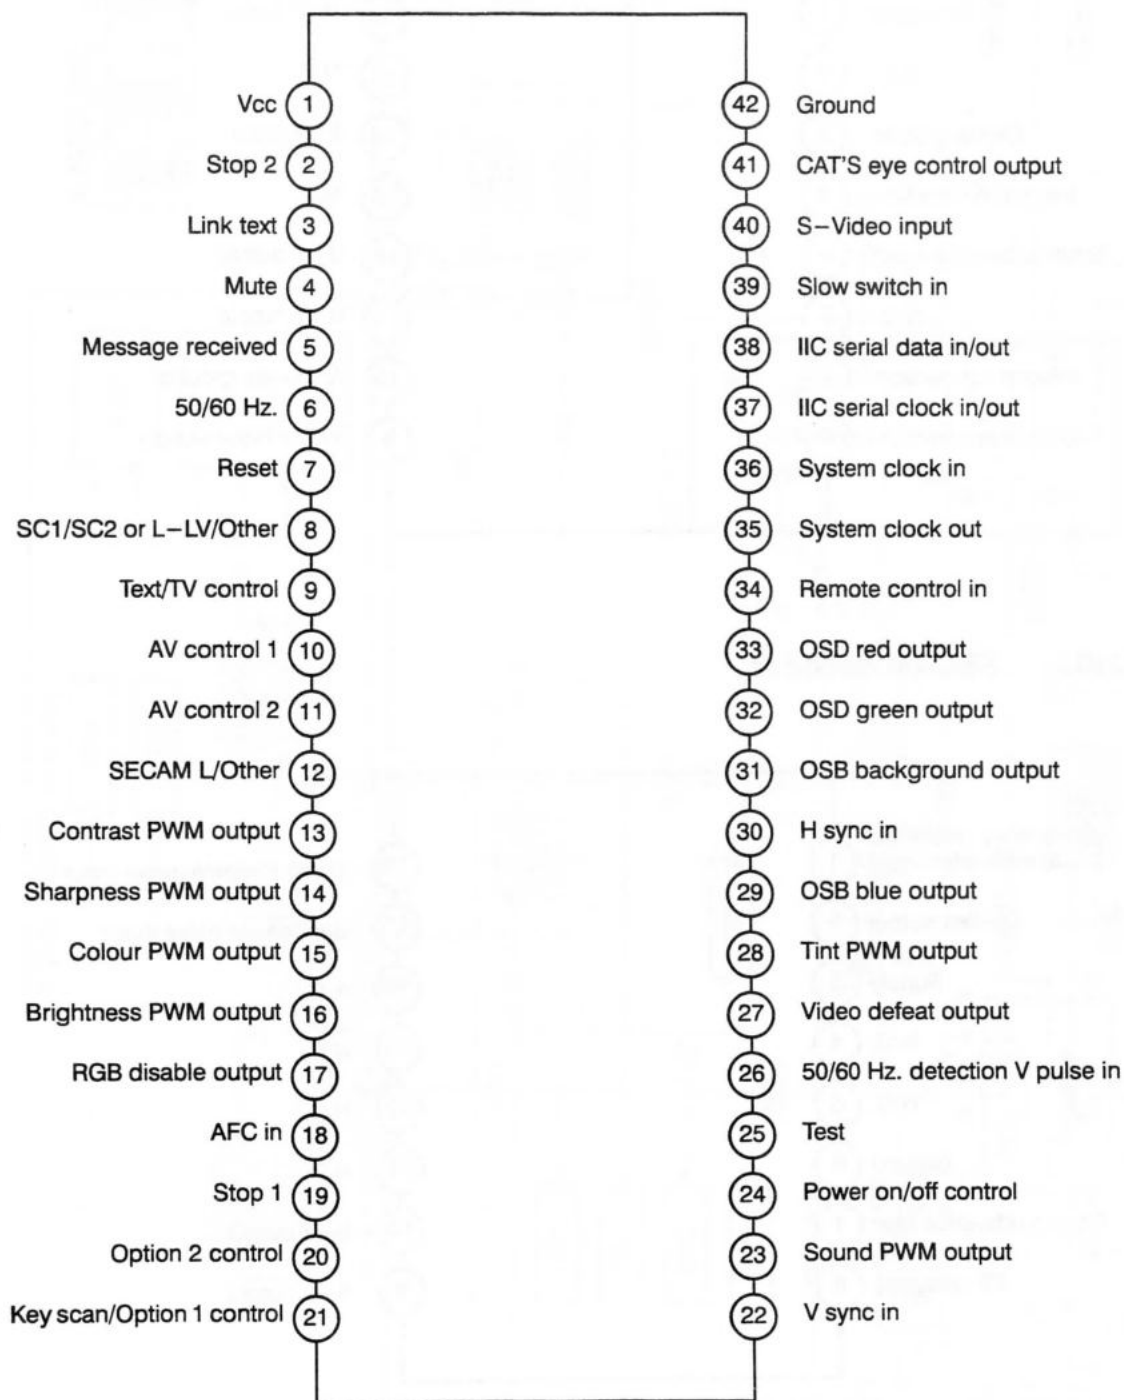 Vcc 1 42 Ground
Stop 2 2 41 CAT'S eye control output
Link text 3 40 S–Video input
Mute 4 39 Slow switch in
Message received 5 38 IIC serial data in/out
50/60 Hz. 6 37 IIC serial clock in/out
Reset 7 36 System clock in
SC1/SC2 or L–LV/Other 8 35 System clock out
Text/TV control 9 34 Remote control in
AV control 1 10 33 OSD red output
AV control 2 11 32 OSD green output
SECAM L/Other 12 31 OSB background output
Contrast PWM output 13 30 H sync in
Sharpness PWM output 14 29 OSB blue output
Colour PWM output 15 28 Tint PWM output
Brightness PWM output 16 27 Video defeat output
RGB disable output 17 26 50/60 Hz. detection V pulse in
AFC in 18 25 Test
Stop 1 19 24 Power on/off control
Option 2 control 20 23 Sound PWM output
Key scan/Option 1 control 21 22 V sync in